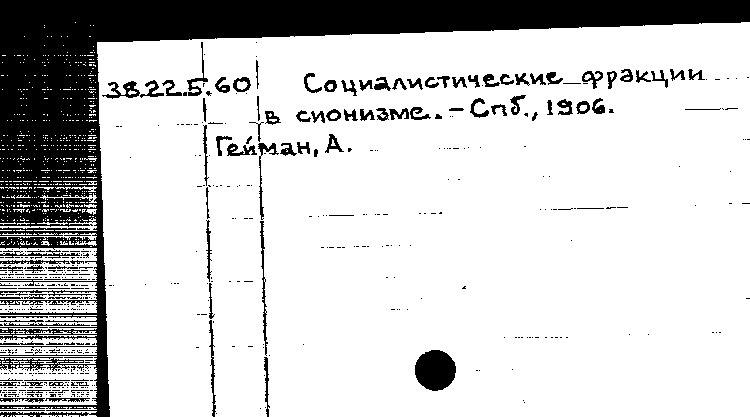 38.22.5.60 Социалистические фракции
в сионизме. - Спб., 1906.
Гейман, А.